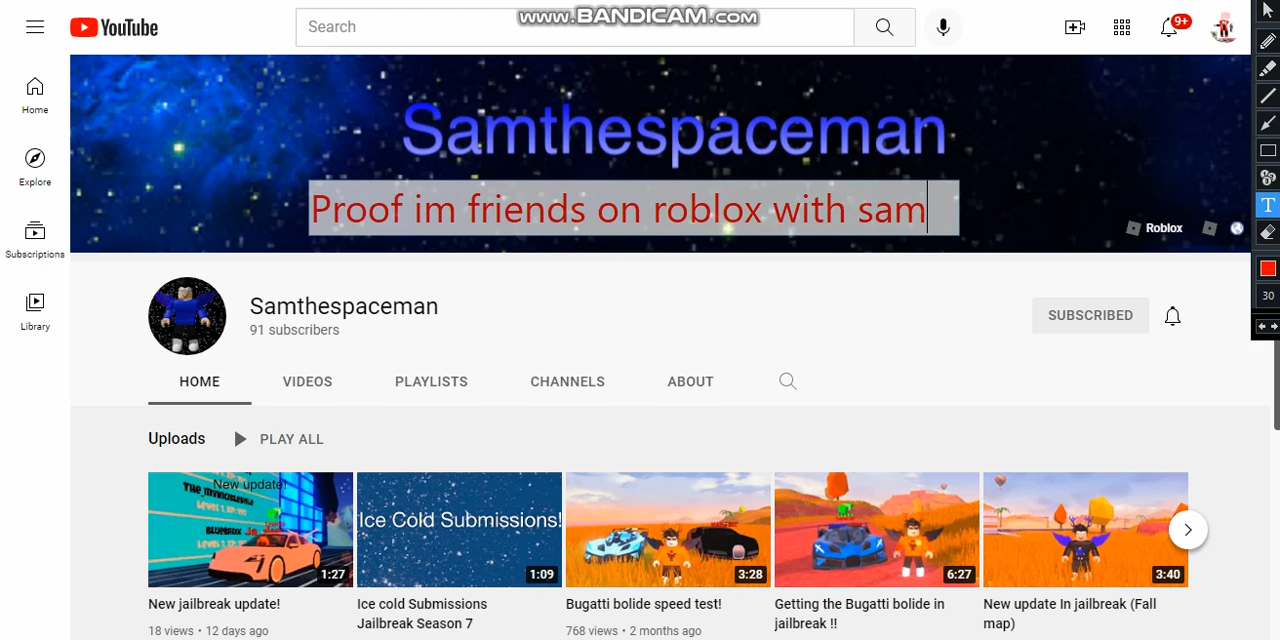 www.BANDICAM.com
YouTube
Search
9+
Home
Explore
Subscriptions
Library
Samthespaceman
Proof im friends on roblox with sam
Roblox
30
Samthespaceman
91 subscribers
SUBSCRIBED
HOME VIDEOS PLAYLISTS CHANNELS ABOUT
Uploads PLAY ALL
New update!
1:27
Ice Cold Submissions!
1:09
3:28
6:27
3:40
New jailbreak update!
18 views • 12 days ago
Ice cold Submissions
Jailbreak Season 7
Bugatti bolide speed test!
768 views • 2 months ago
Getting the Bugatti bolide in
jailbreak !!
New update In jailbreak (Fall
map)